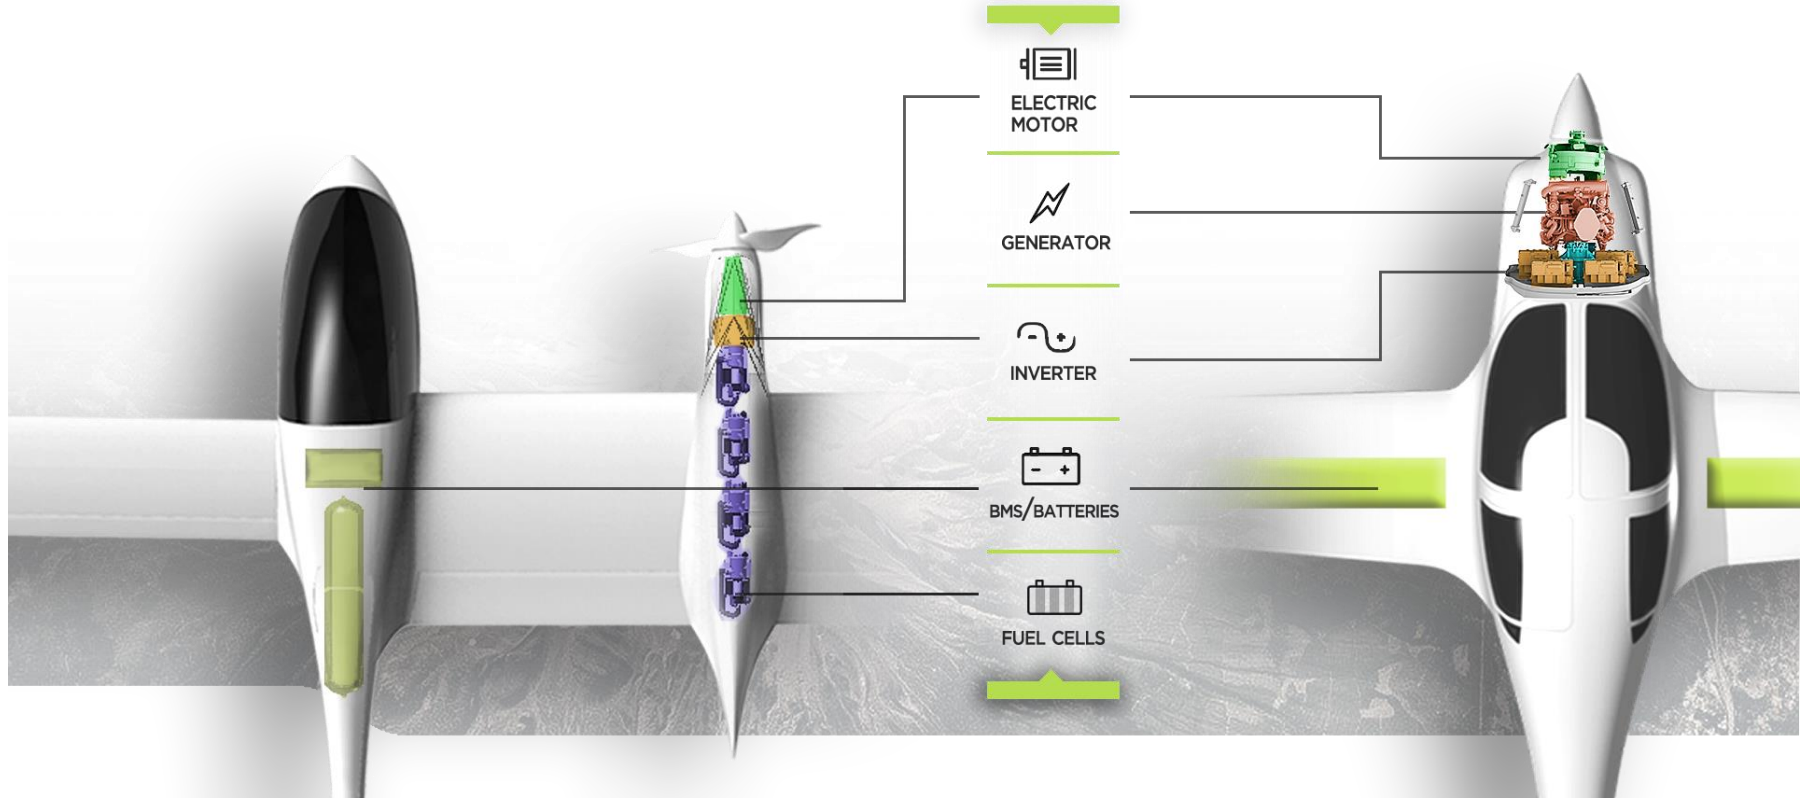 ELECTRIC
MOTOR
GENERATOR
INVERTER
BMS/BATTERIES
FUEL CELLS